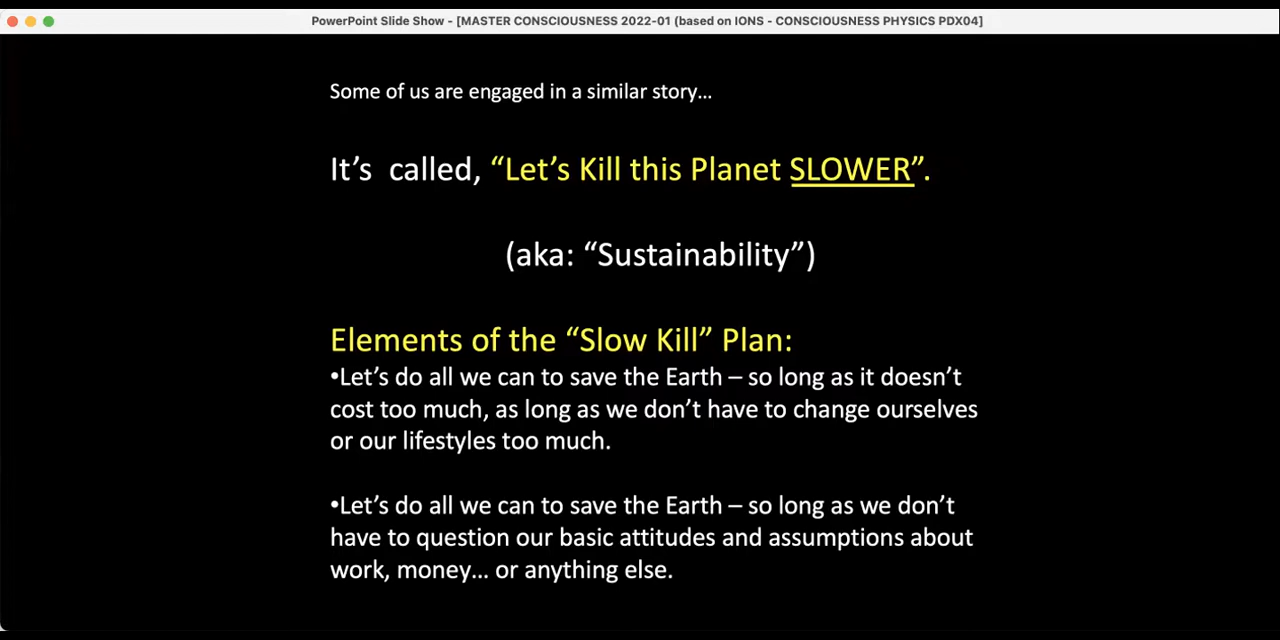 PowerPoint Slide Show - [MASTER CONSCIOUSNESS 2022-01 (based on IONS - CONSCIOUSNESS PHYSICS PDX04]
Some of us are engaged in a similar story…
It’s  called, “Let’s Kill this Planet SLOWER”.
(aka: “Sustainability”)
Elements of the “Slow Kill” Plan:
•Let’s do all we can to save the Earth – so long as it doesn’t
cost too much, as long as we don’t have to change ourselves
or our lifestyles too much.
•Let’s do all we can to save the Earth – so long as we don’t
have to question our basic attitudes and assumptions about
work, money… or anything else.